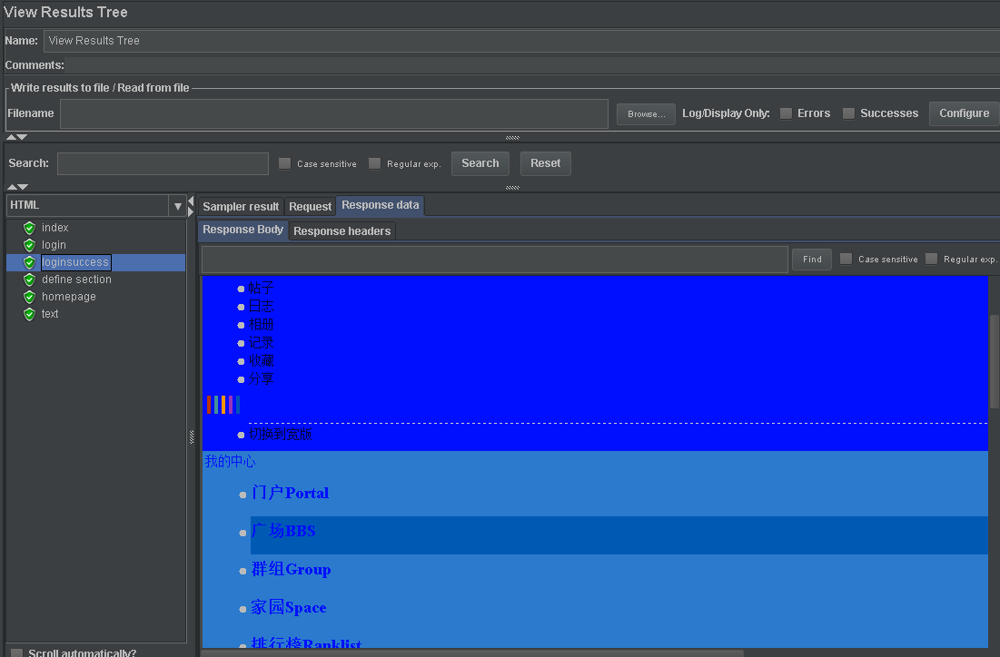 View Results Tree
Name: View Results Tree
Comments:
Write results to file / Read from file
Filename Browse... Log/Display Only: Errors Successes Configure
Search: Case sensitive Regular exp. Search Reset
HTML
index
login
loginsuccess
define section
homepage
text
Scroll automatically?
Sampler result Request Response data
Response Body Response headers
Find Case sensitive Regular exp.
帖子
日志
相册
记录
收藏
分享
切换到宽版
我的中心
门户Portal
广场BBS
群组Group
家园Space
排行榜Ranklist